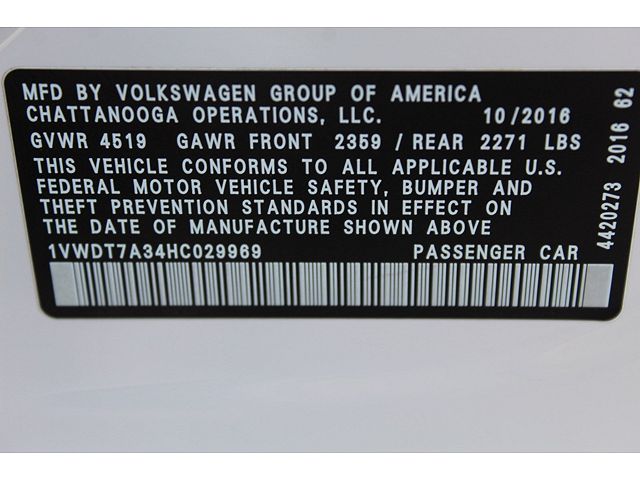 MFD BY VOLKSWAGEN GROUP OF AMERICA
CHATTANOOGA OPERATIONS, LLC. 10/2016
GVWR 4519 GAWR FRONT 2359 / REAR 2271 LBS
THIS VEHICLE CONFORMS TO ALL APPLICABLE U.S.
FEDERAL MOTOR VEHICLE SAFETY, BUMPER AND
THEFT PREVENTION STANDARDS IN EFFECT ON
THE DATE OF MANUFACTURE SHOWN ABOVE
1VWDT7A34HC029969 PASSENGER CAR
4420273 2016 62